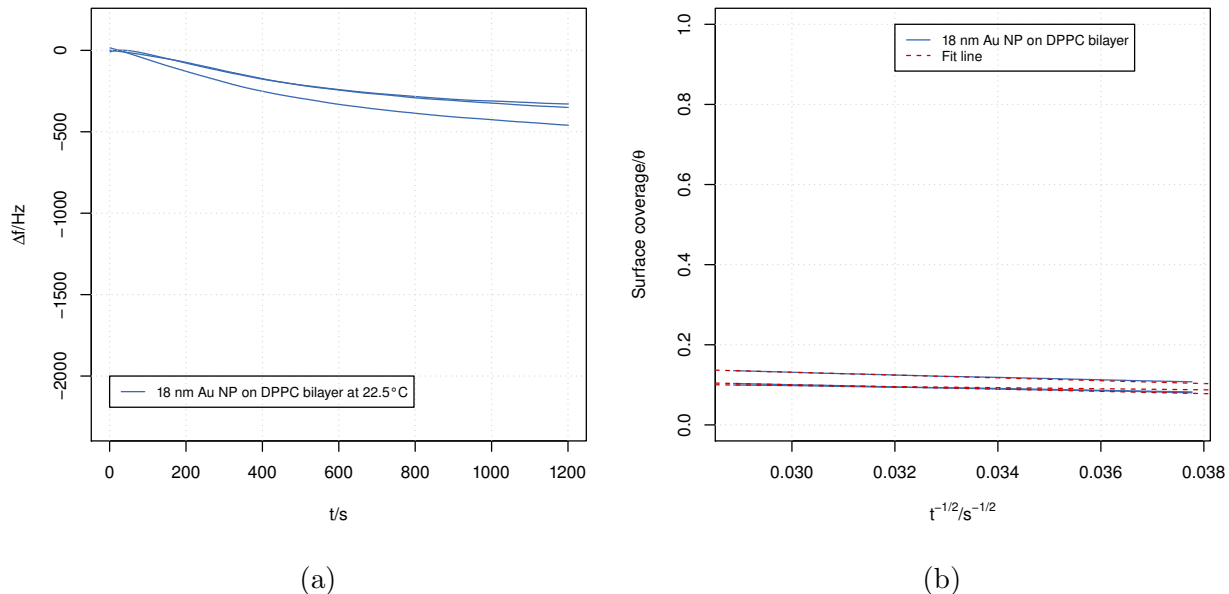 0
−500
−1000
−1500
−2000
Δf/Hz
18 nm Au NP on DPPC bilayer at 22.5°C
0 200 400 600 800 1000 1200
t/s
(a)
1.0
0.8
0.6
0.4
0.2
0.0
Surface coverage/θ
18 nm Au NP on DPPC bilayer
Fit line
0.030 0.032 0.034 0.036 0.038
t⁻¹/²/s⁻¹/²
(b)